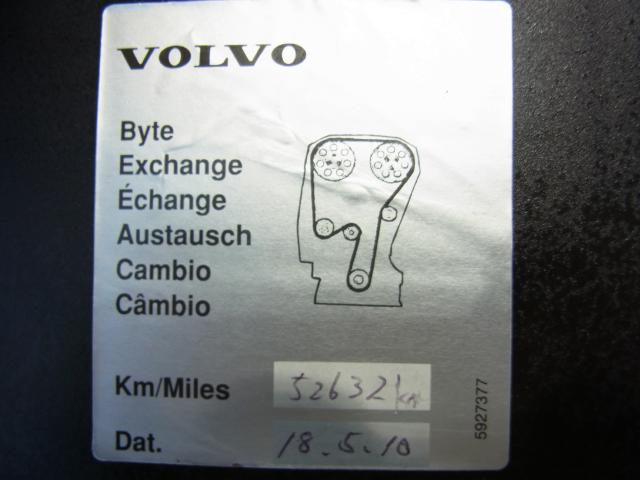 VOLVO
Byte
Exchange
Échange
Austausch
Cambio
Câmbio
Km/Miles 52632 km
Dat. 18.5.10
5927377